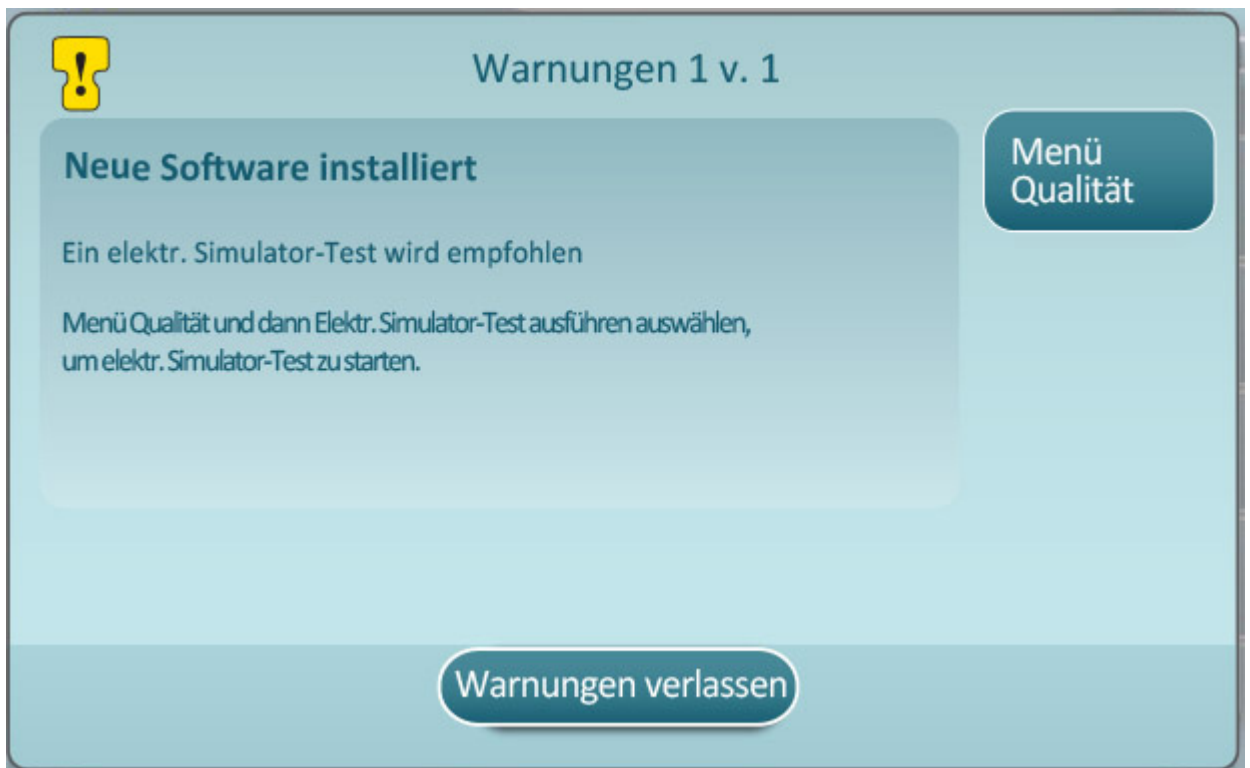 Warnungen 1 v. 1
Neue Software installiert
Menü
Qualität
Ein elektr. Simulator-Test wird empfohlen
Menü Qualität und dann Elektr. Simulator-Test ausführen auswählen,
um elektr. Simulator-Test zu starten.
Warnungen verlassen